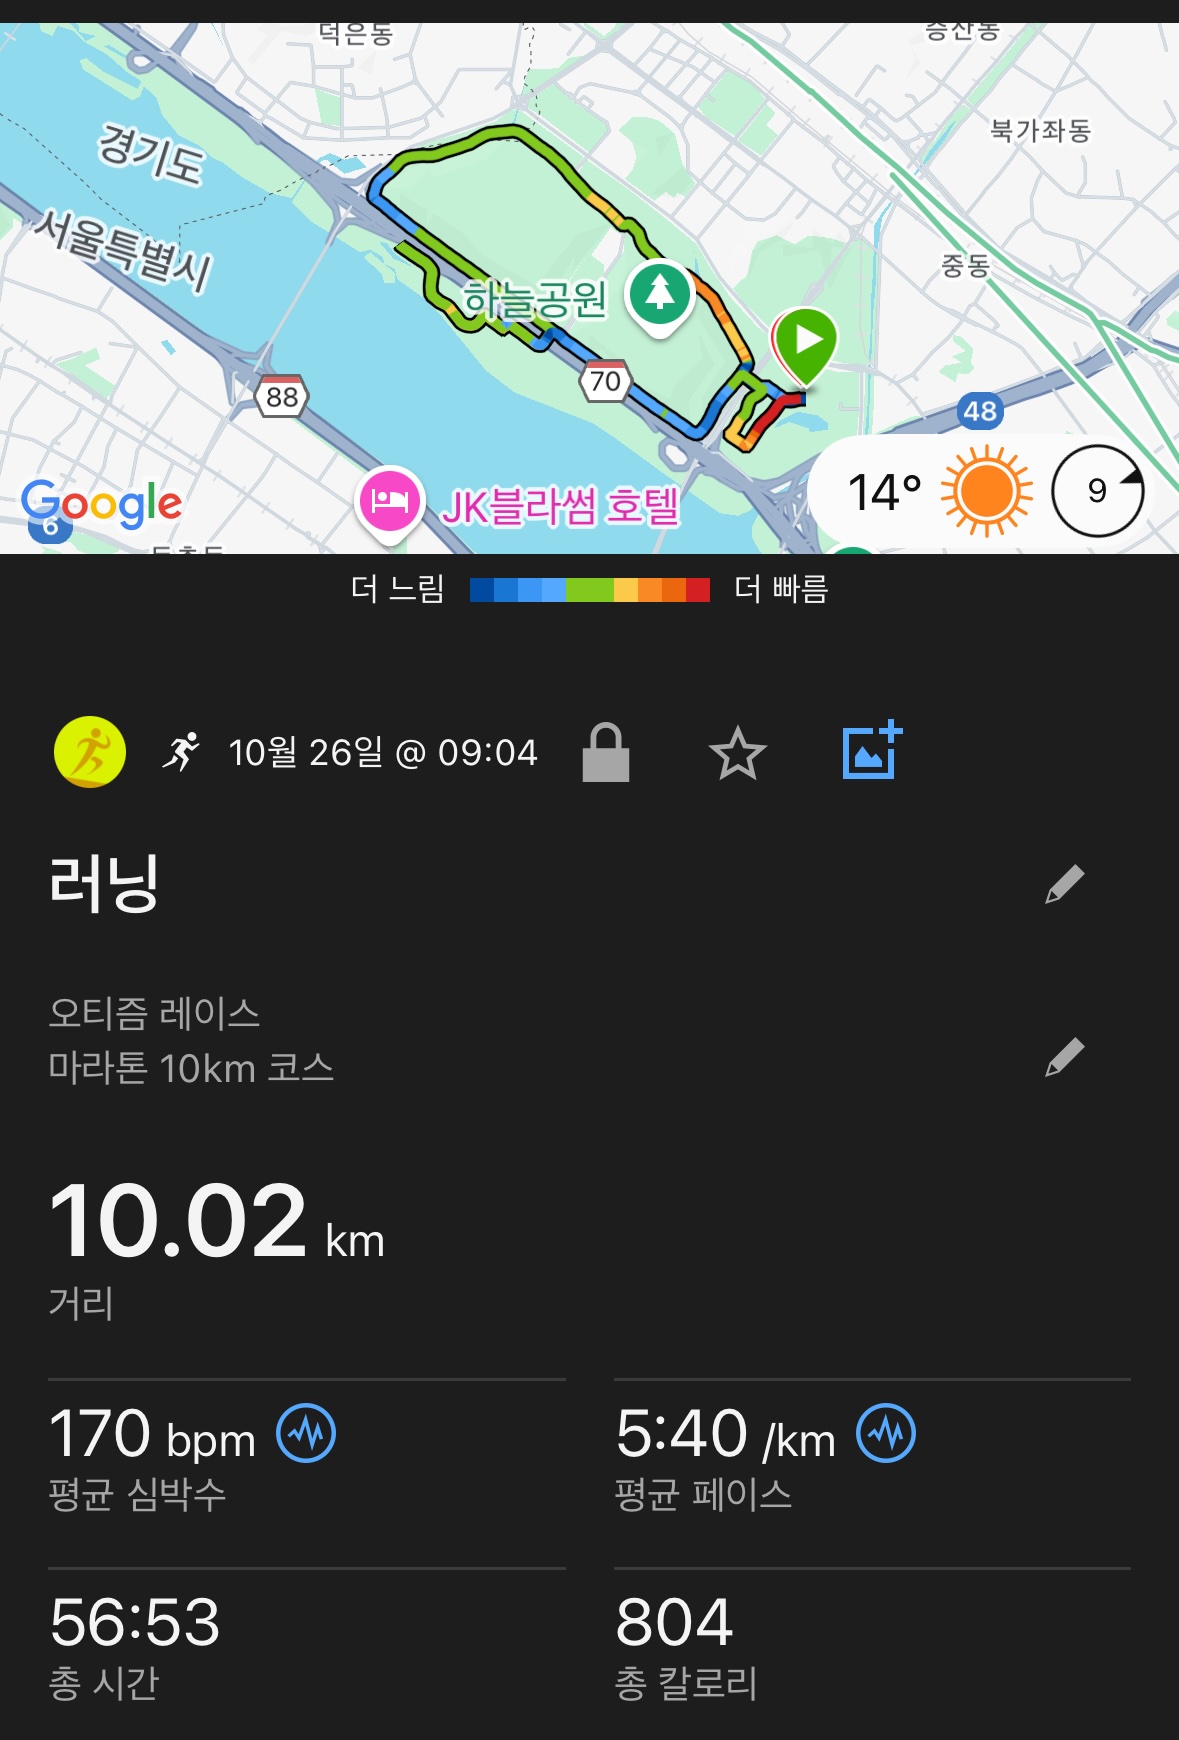 덕은동
증산동
북가좌동
경기도
서울특별시
중동
하늘공원
70
88
48
14°
9
Google
6
JK블라썸 호텔
더 느림
더 빠름
10월 26일 @ 09:04
러닝
오티즘 레이스
마라톤 10km 코스
10.02 km
거리
170 bpm
5:40 /km
평균 심박수
평균 페이스
56:53
804
총 시간
총 칼로리